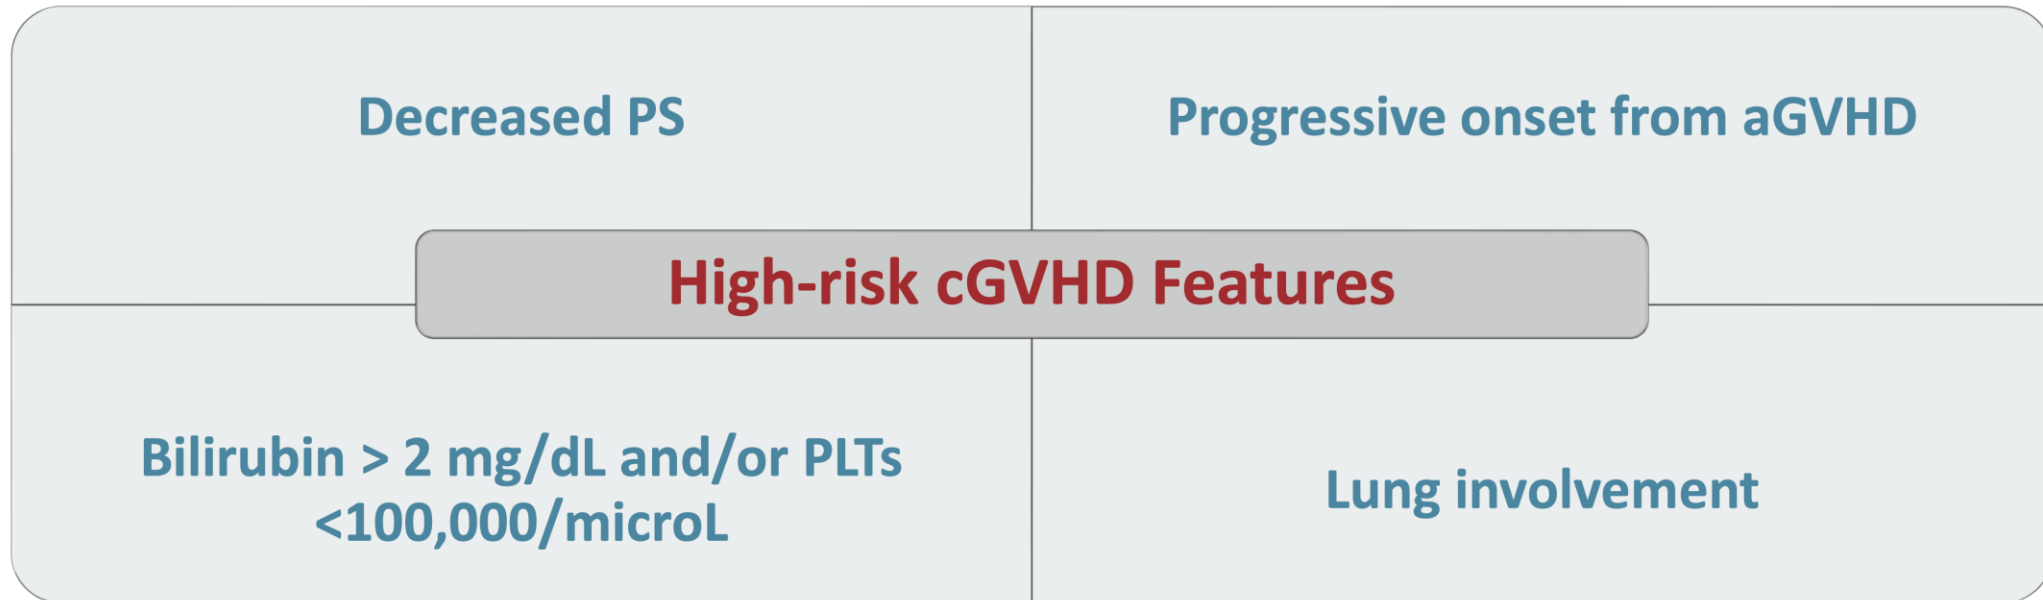 Decreased PS
Progressive onset from aGVHD
High-risk cGVHD Features
Bilirubin > 2 mg/dL and/or PLTs
<100,000/microL
Lung involvement